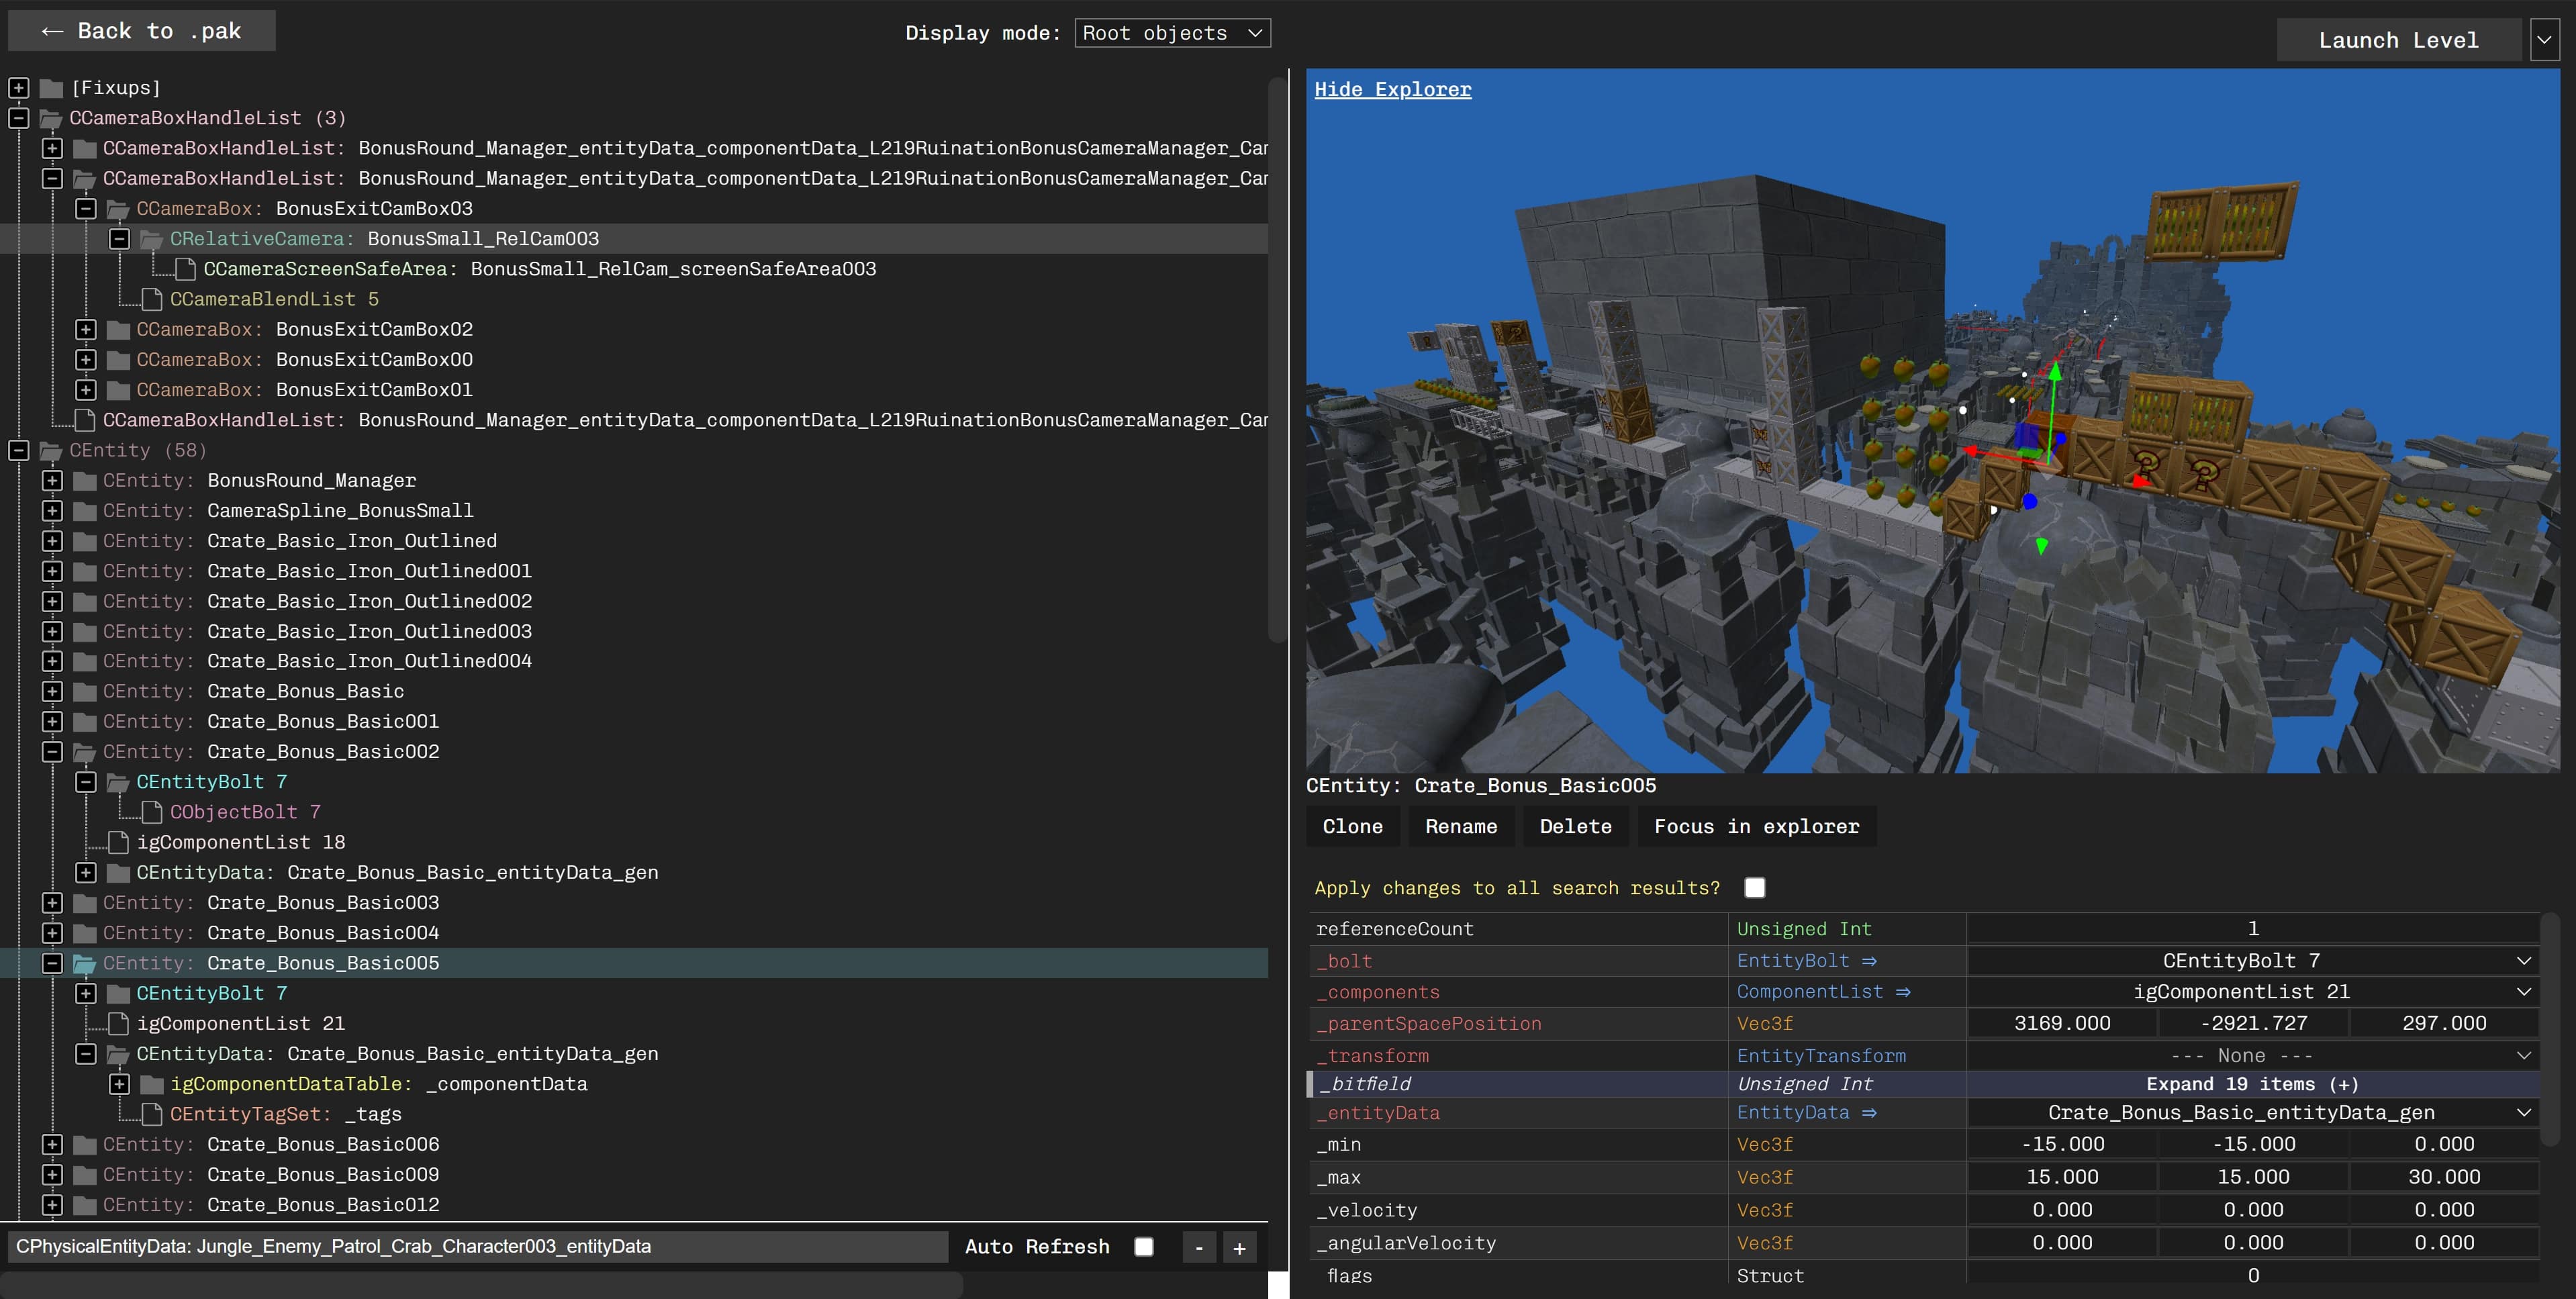 ← Back to .pak
Display mode: Root objects
Launch Level
[Fixups]
CCameraBoxHandleList (3)
CCameraBoxHandleList: BonusRound_Manager_entityData_componentData_L219RuinationBonusCameraManager_Car
CCameraBoxHandleList: BonusRound_Manager_entityData_componentData_L219RuinationBonusCameraManager_Car
CCameraBox: BonusExitCamBox03
CRelativeCamera: BonusSmall_RelCam003
CCameraScreenSafeArea: BonusSmall_RelCam_screenSafeArea003
CCameraBlendList 5
CCameraBox: BonusExitCamBox02
CCameraBox: BonusExitCamBox00
CCameraBox: BonusExitCamBox01
CCameraBoxHandleList: BonusRound_Manager_entityData_componentData_L219RuinationBonusCameraManager_Car
CEntity (58)
CEntity: BonusRound_Manager
CEntity: CameraSpline_BonusSmall
CEntity: Crate_Basic_Iron_Outlined
CEntity: Crate_Basic_Iron_Outlined001
CEntity: Crate_Basic_Iron_Outlined002
CEntity: Crate_Basic_Iron_Outlined003
CEntity: Crate_Basic_Iron_Outlined004
CEntity: Crate_Bonus_Basic
CEntity: Crate_Bonus_Basic001
CEntity: Crate_Bonus_Basic002
CEntityBolt 7
CObjectBolt 7
igComponentList 18
CEntityData: Crate_Bonus_Basic_entityData_gen
CEntity: Crate_Bonus_Basic003
CEntity: Crate_Bonus_Basic004
CEntity: Crate_Bonus_Basic005
CEntityBolt 7
igComponentList 21
CEntityData: Crate_Bonus_Basic_entityData_gen
igComponentDataTable: _componentData
CEntityTagSet: _tags
CEntity: Crate_Bonus_Basic006
CEntity: Crate_Bonus_Basic009
CEntity: Crate_Bonus_Basic012
CPhysicalEntityData: Jungle_Enemy_Patrol_Crab_Character003_entityData
Auto Refresh - +
Hide Explorer
CEntity: Crate_Bonus_Basic005
Clone Rename Delete Focus in explorer
Apply changes to all search results?
referenceCount Unsigned Int 1
_bolt EntityBolt ⇒ CEntityBolt 7
_components ComponentList ⇒ igComponentList 21
_parentSpacePosition Vec3f 3169.000 -2921.727 297.000
_transform EntityTransform --- None ---
_bitfield Unsigned Int Expand 19 items (+)
_entityData EntityData ⇒ Crate_Bonus_Basic_entityData_gen
_min Vec3f -15.000 -15.000 0.000
_max Vec3f 15.000 15.000 30.000
_velocity Vec3f 0.000 0.000 0.000
_angularVelocity Vec3f 0.000 0.000 0.000
flags Struct 0